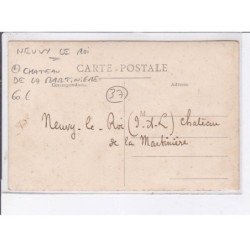 NEUVY LE ROI
CARTE-POSTALE
CHATEAU
DE LA MARTINIERE
Correspondance
Adresse
60€
37
M
Neuvy-le-Roi (I-&-L) Chateau
de la Martinière